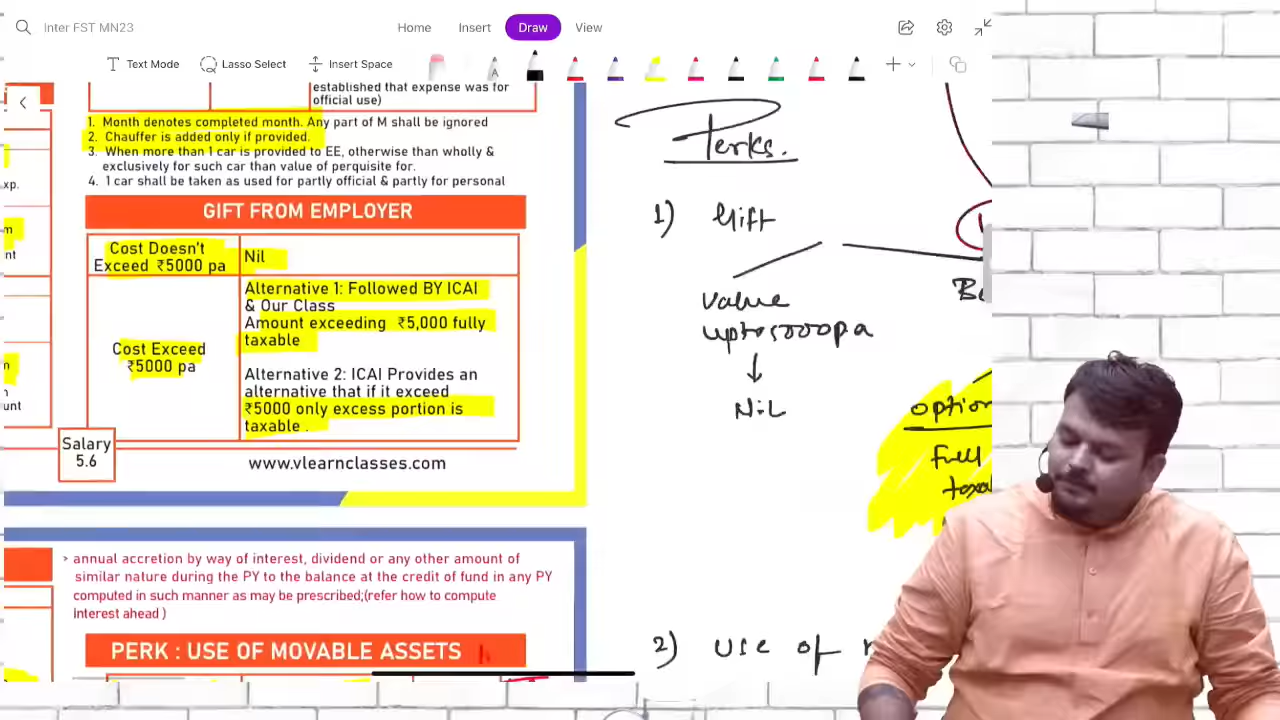 Inter FST MN23
Home
Insert
Draw
View
Text Mode
Lasso Select
Insert Space
established that expense was for
official use)
1. Month denotes completed month. Any part of M shall be ignored
2. Chauffer is added only if provided.
3. When more than 1 car is provided to EE, otherwise than wholly &
exclusively for such car than value of perquisite for.
4. 1 car shall be taken as used for partly official & partly for personal
xp.
m
nt
GIFT FROM EMPLOYER
Cost Doesn't
Exceed ₹5000 pa
Nil
Cost Exceed
₹5000 pa
Alternative 1: Followed BY ICAI
& Our Class
Amount exceeding ₹5,000 fully
taxable
Alternative 2: ICAI Provides an
alternative that if it exceed
₹5000 only excess portion is
taxable .
unt
Salary
5.6
www.vlearnclasses.com
> annual accretion by way of interest, dividend or any other amount of
similar nature during the PY to the balance at the credit of fund in any PY
computed in such manner as may be prescribed;(refer how to compute
Interest ahead )
PERK : USE OF MOVABLE ASSETS
Perks.
1) Gift
Value
upto 5000 pa
Nil
option
Full
2) Use of